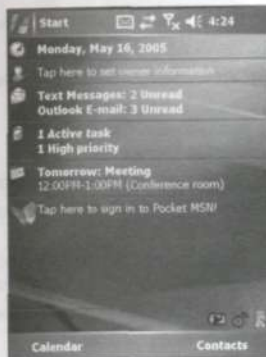 Start 4:24
Monday, May 16, 2005
Tap here to set owner information
Text Messages: 2 Unread
Outlook E-mail: 3 Unread
1 Active task
1 High priority
Tomorrow: Meeting
12:00PM-1:00PM (Conference room)
Tap here to sign in to Pocket MSN!
Calendar Contacts